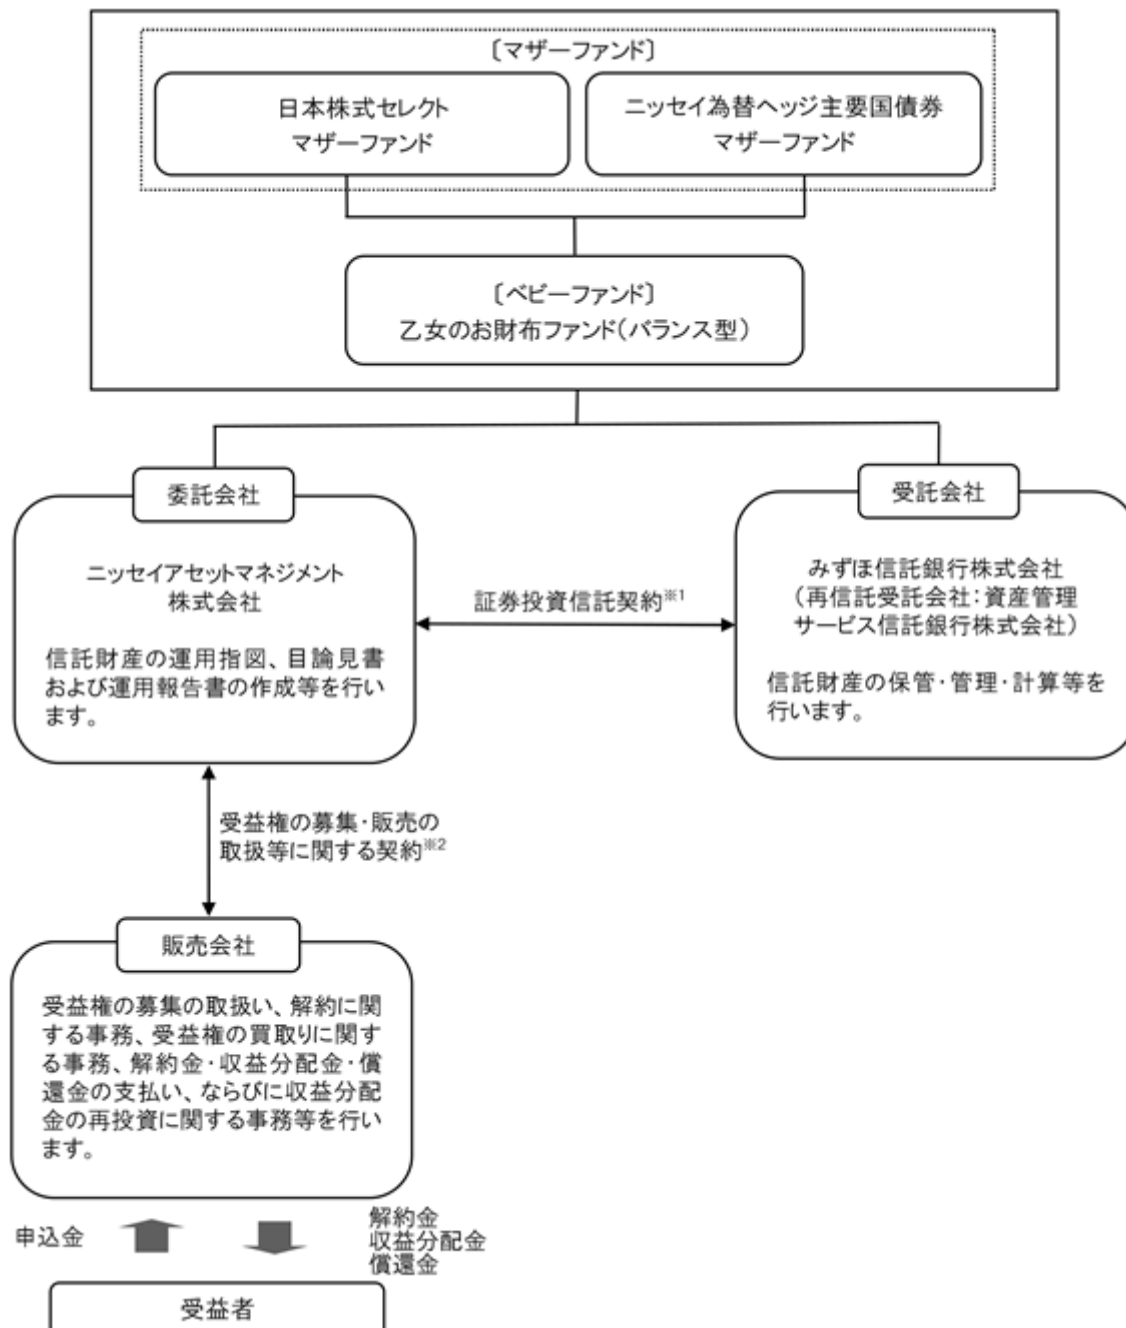 〔マザーファンド〕
日本株式セレクト
マザーファンド
ニッセイ為替ヘッジ主要国債券
マザーファンド
〔ベビーファンド〕
乙女のお財布ファンド（バランス型）
委託会社
ニッセイアセットマネジメント
株式会社
信託財産の運用指図、目論見書
および運用報告書の作成等を行い
ます。
証券投資信託契約※1
受託会社
みずほ信託銀行株式会社
（再信託受託会社：資産管理
サービス信託銀行株式会社）
信託財産の保管・管理・計算等を
行います。
受益権の募集・販売の
取扱等に関する契約※2
販売会社
受益権の募集の取扱い、解約に関
する事務、受益権の買取りに関す
る事務、解約金・収益分配金・償
還金の支払い、ならびに収益分配
金の再投資に関する事務等を行い
ます。
申込金
解約金
収益分配金
償還金
受益者